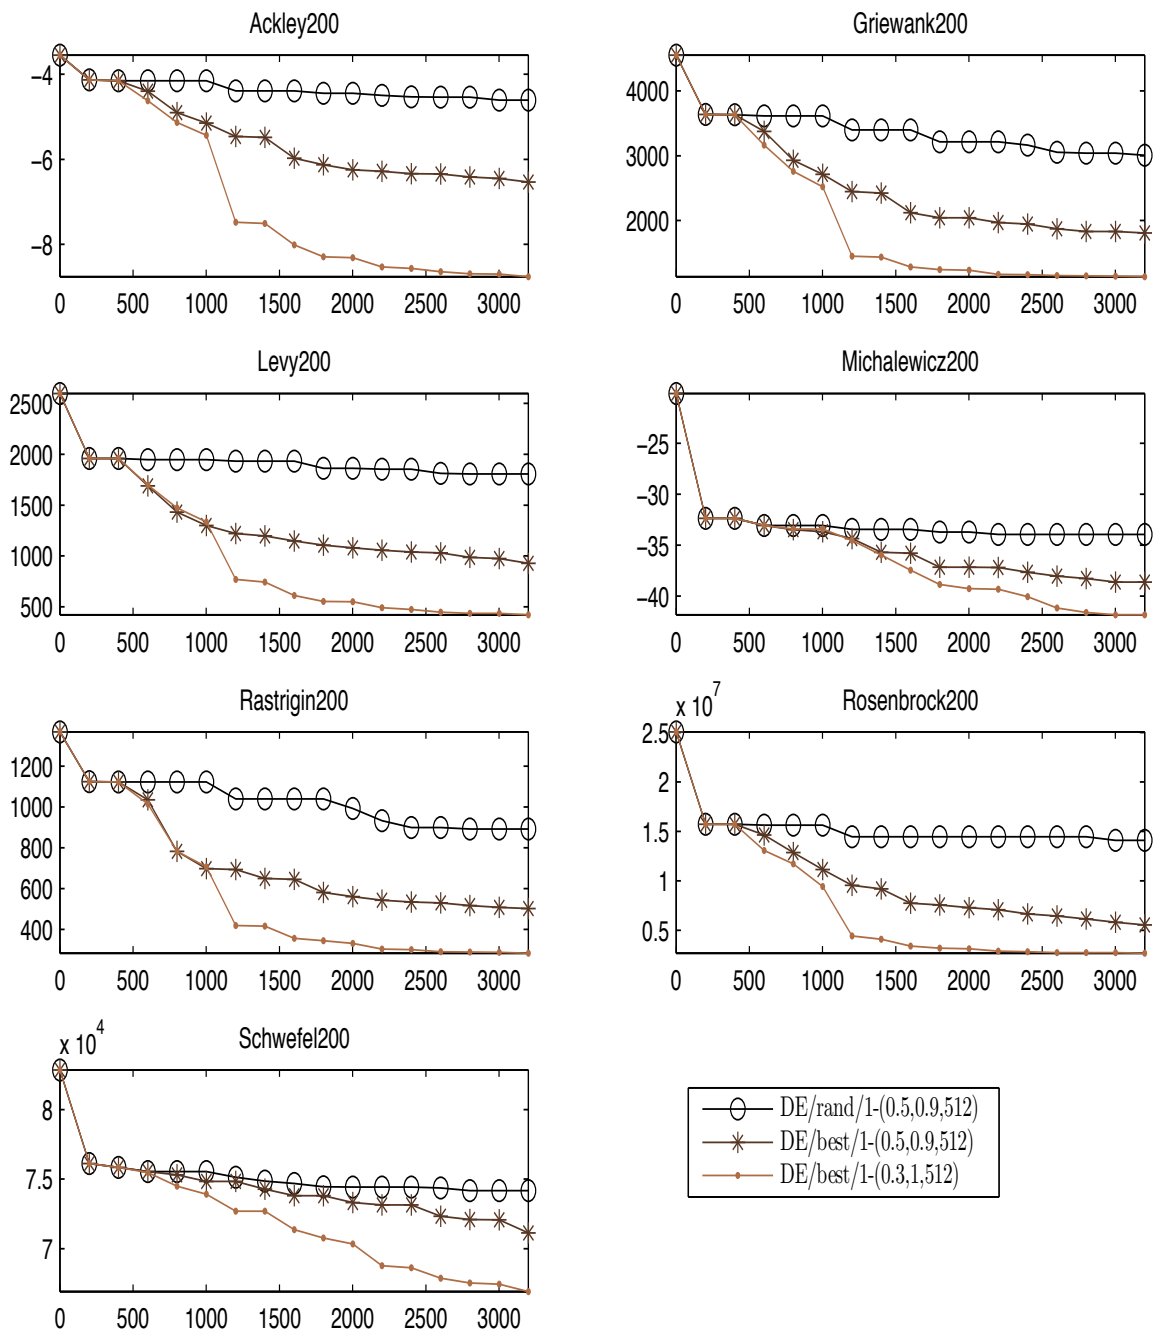 Ackley200
−4
−6
−8
0 500 1000 1500 2000 2500 3000
Griewank200
4000
3000
2000
0 500 1000 1500 2000 2500 3000
Levy200
2500
2000
1500
1000
500
0 500 1000 1500 2000 2500 3000
Michalewicz200
−25
−30
−35
−40
0 500 1000 1500 2000 2500 3000
Rastrigin200
1200
1000
800
600
400
0 500 1000 1500 2000 2500 3000
x 10^7
Rosenbrock200
2.5
2
1.5
1
0.5
0 500 1000 1500 2000 2500 3000
x 10^4
Schwefel200
8
7.5
7
0 500 1000 1500 2000 2500 3000
DE/rand/1-(0.5,0.9,512)
DE/best/1-(0.5,0.9,512)
DE/best/1-(0.3,1,512)